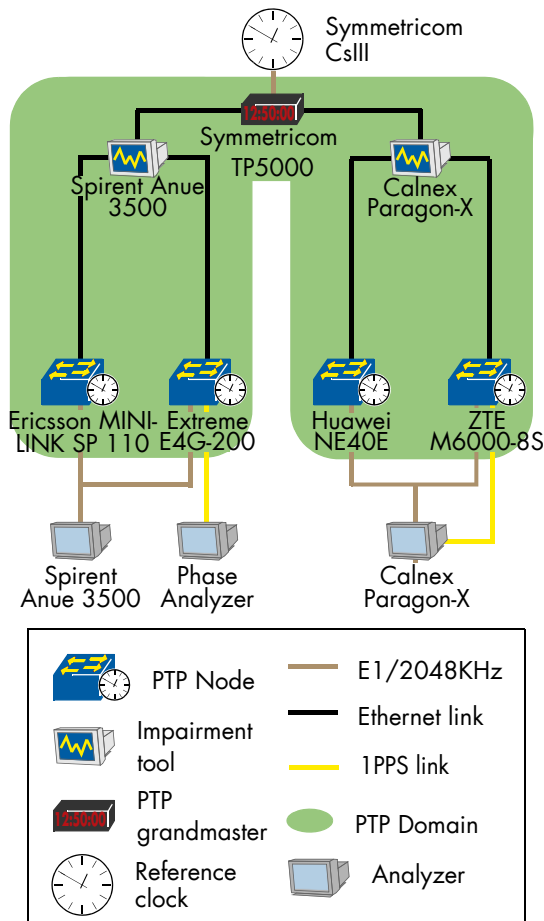 Symmetricom
CsIII
12:50:00
Symmetricom
TP5000
Spirent Anue
3500
Calnex
Paragon-X
Ericsson MINI-
LINK SP 110
Extreme
E4G-200
Huawei
NE40E
ZTE
M6000-8S
Spirent
Anue 3500
Phase
Analyzer
Calnex
Paragon-X
PTP Node
E1/2048KHz
Impairment
tool
Ethernet link
1PPS link
12:50:00
PTP
grandmaster
PTP Domain
Reference
clock
Analyzer